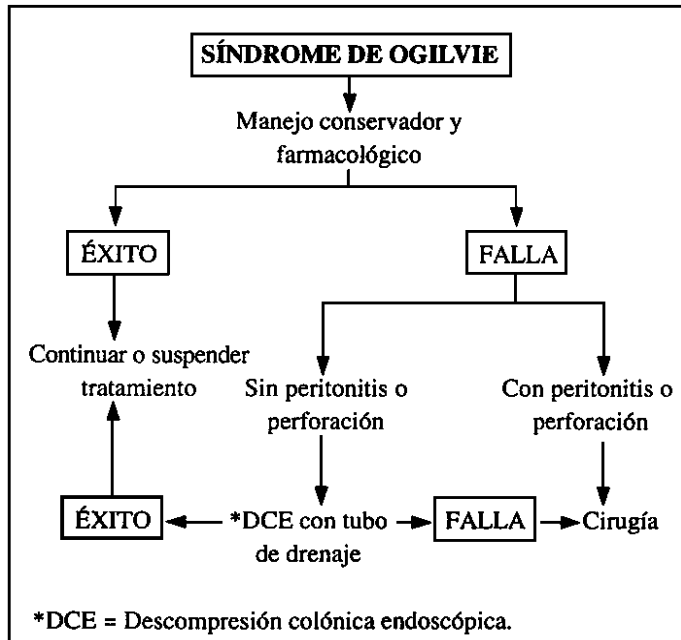 SÍNDROME DE OGILVIE
Manejo conservador y
farmacológico
ÉXITO
FALLA
Continuar o suspender
tratamiento
Sin peritonitis o
perforación
Con peritonitis o
perforación
ÉXITO
*DCE con tubo
de drenaje
FALLA
Cirugía
*DCE = Descompresión colónica endoscópica.